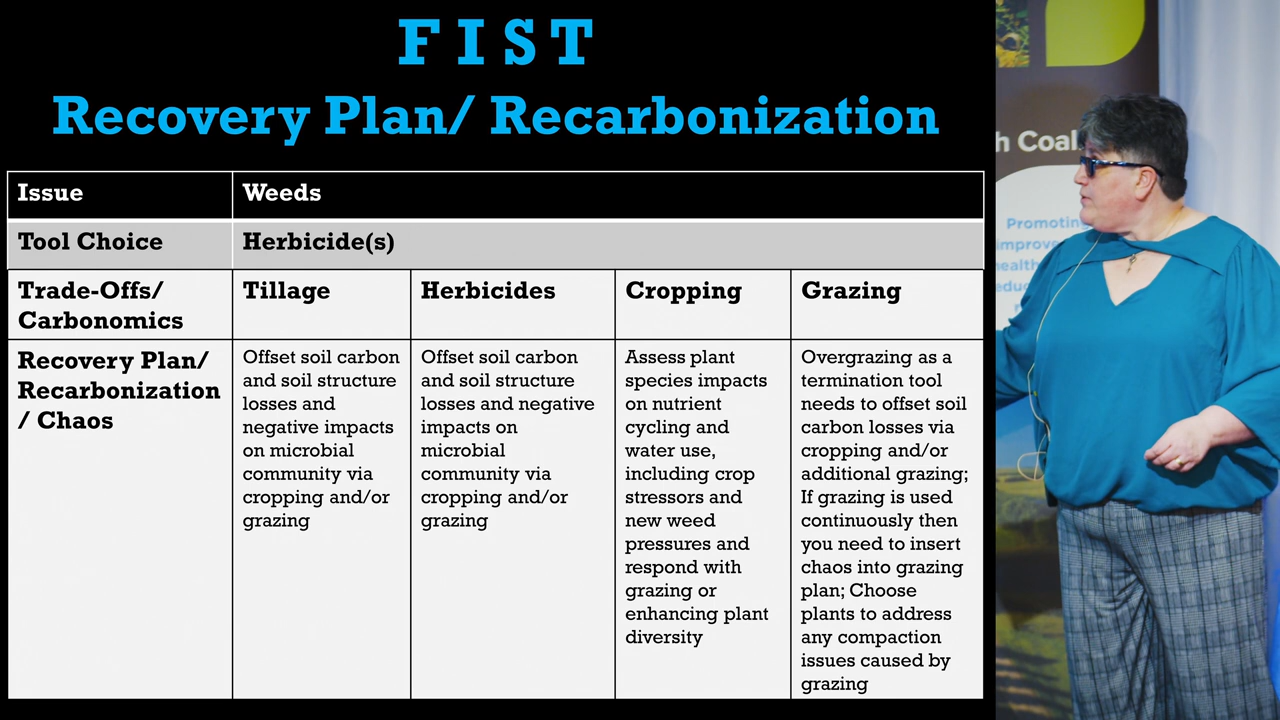 F I S T
Recovery Plan/ Recarbonization
Issue
Weeds
Tool Choice
Herbicide(s)
Trade-Offs/
Carbonomics
Tillage
Herbicides
Cropping
Grazing
Recovery Plan/
Recarbonization
/ Chaos
Offset soil carbon
and soil structure
losses and
negative impacts
on microbial
community via
cropping and/or
grazing
Offset soil carbon
and soil structure
losses and negative
impacts on
microbial
community via
cropping and/or
grazing
Assess plant
species impacts
on nutrient
cycling and
water use,
including crop
stressors and
new weed
pressures and
respond with
grazing or
enhancing plant
diversity
Overgrazing as a
termination tool
needs to offset soil
carbon losses via
cropping and/or
additional grazing;
If grazing is used
continuously then
you need to insert
chaos into grazing
plan; Choose
plants to address
any compaction
issues caused by
grazing
h Coal
Promoting
improve
health
educ